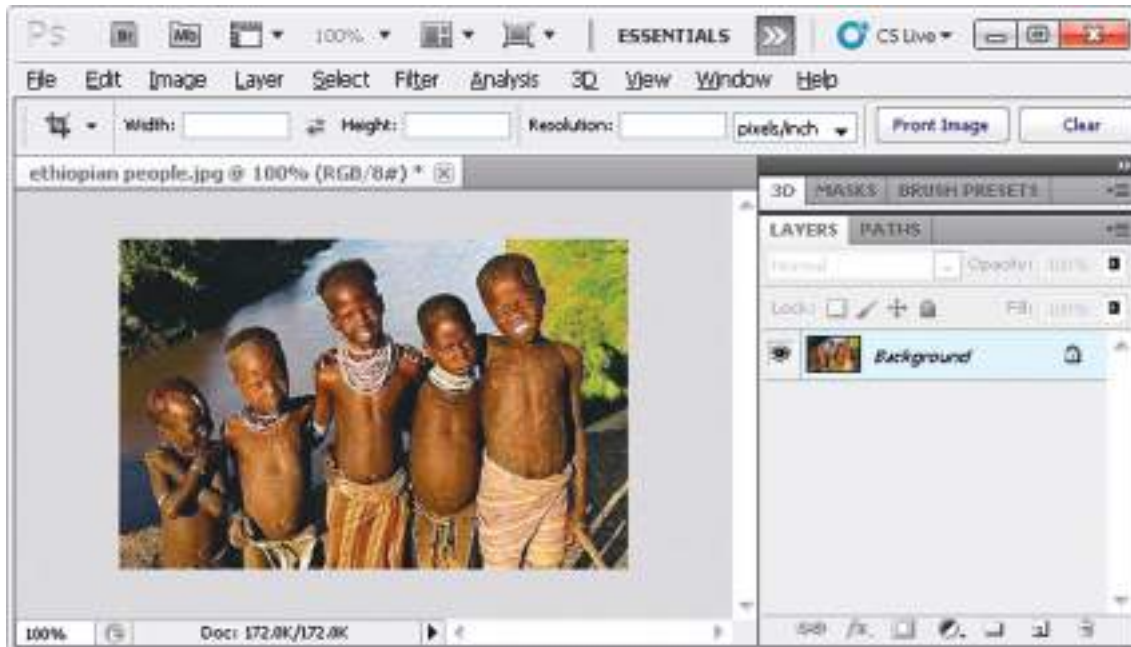 Ps Br Mb 100% ESSENTIALS CS Live
File Edit Image Layer Select Filter Analysis 3D View Window Help
Width: Height: Resolution: pixels/inch Front Image Clear
ethiopian people.jpg @ 100% (RGB/8#) *
3D MASKS BRUSH PRESETS
LAYERS PATHS
Normal Opacity: 100%
Lock: Fill: 100%
Background
100% Doc: 172.0K/172.0K